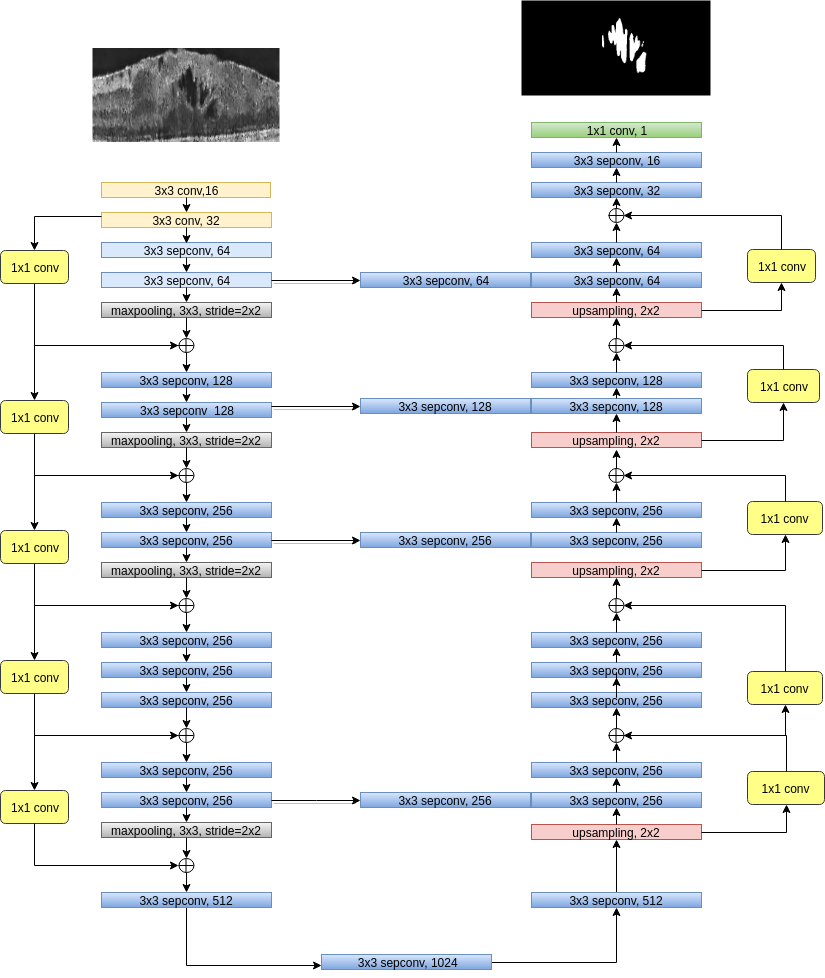 3x3 conv,16
3x3 conv, 32
3x3 sepconv, 64
3x3 sepconv, 64
maxpooling, 3x3, stride=2x2
3x3 sepconv, 128
3x3 sepconv 128
maxpooling, 3x3, stride=2x2
3x3 sepconv, 256
3x3 sepconv, 256
maxpooling, 3x3, stride=2x2
3x3 sepconv, 256
3x3 sepconv, 256
3x3 sepconv, 256
3x3 sepconv, 256
3x3 sepconv, 256
maxpooling, 3x3, stride=2x2
3x3 sepconv, 512
1x1 conv
1x1 conv
1x1 conv
1x1 conv
1x1 conv
3x3 sepconv, 64
3x3 sepconv, 128
3x3 sepconv, 256
3x3 sepconv, 256
3x3 sepconv, 1024
1x1 conv, 1
3x3 sepconv, 16
3x3 sepconv, 32
3x3 sepconv, 64
3x3 sepconv, 64
upsampling, 2x2
3x3 sepconv, 128
3x3 sepconv, 128
upsampling, 2x2
3x3 sepconv, 256
3x3 sepconv, 256
upsampling, 2x2
3x3 sepconv, 256
3x3 sepconv, 256
3x3 sepconv, 256
3x3 sepconv, 256
3x3 sepconv, 256
upsampling, 2x2
3x3 sepconv, 512
1x1 conv
1x1 conv
1x1 conv
1x1 conv
1x1 conv